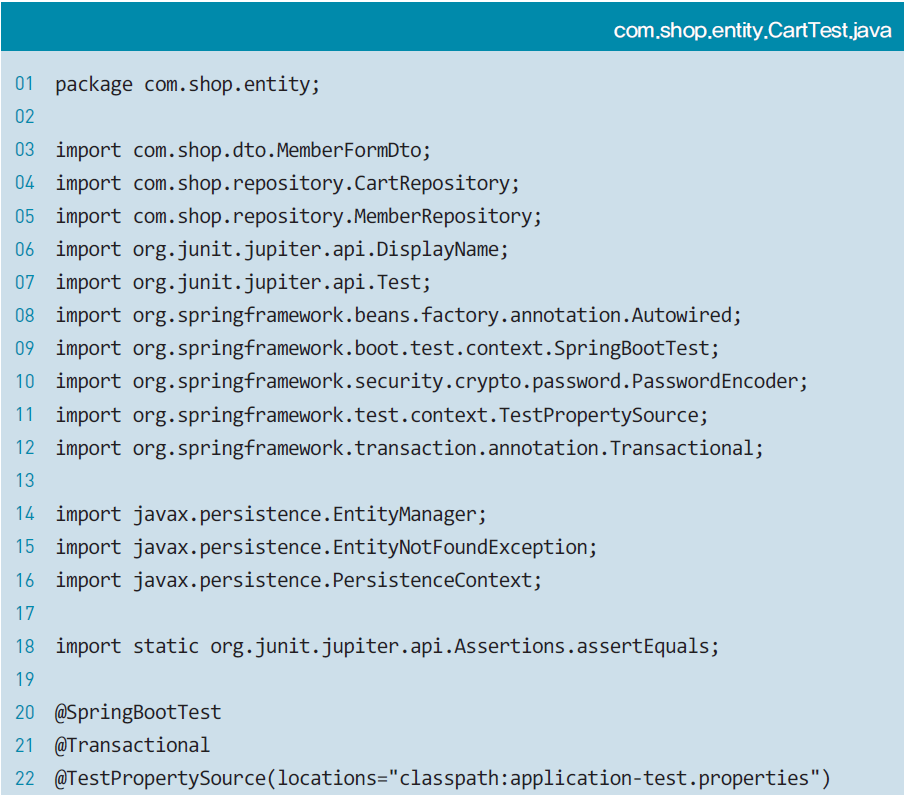 com.shop.entity.CartTest.java
01 package com.shop.entity;
02
03 import com.shop.dto.MemberFormDto;
04 import com.shop.repository.CartRepository;
05 import com.shop.repository.MemberRepository;
06 import org.junit.jupiter.api.DisplayName;
07 import org.junit.jupiter.api.Test;
08 import org.springframework.beans.factory.annotation.Autowired;
09 import org.springframework.boot.test.context.SpringBootTest;
10 import org.springframework.security.crypto.password.PasswordEncoder;
11 import org.springframework.test.context.TestPropertySource;
12 import org.springframework.transaction.annotation.Transactional;
13
14 import javax.persistence.EntityManager;
15 import javax.persistence.EntityNotFoundException;
16 import javax.persistence.PersistenceContext;
17
18 import static org.junit.jupiter.api.Assertions.assertEquals;
19
20 @SpringBootTest
21 @Transactional
22 @TestPropertySource(locations="classpath:application-test.properties")